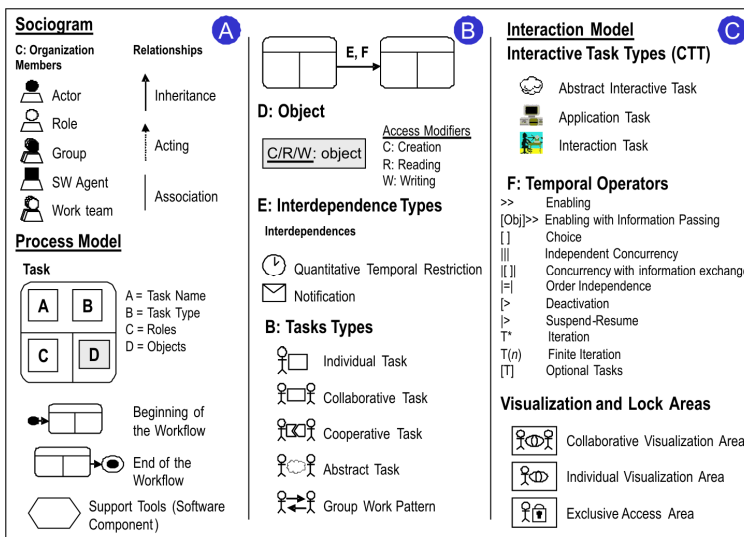 Sociogram
A
C: Organization
Members
Relationships
Actor
Role
Group
SW Agent
Work team
Inheritance
Acting
Association
Process Model
Task
A
B
C
D
A = Task Name
B = Task Type
C = Roles
D = Objects
Beginning of
the Workflow
End of the
Workflow
Support Tools (Software
Component)
B
E, F
D: Object
C/R/W: object
Access Modifiers
C: Creation
R: Reading
W: Writing
E: Interdependence Types
Interdependences
Quantitative Temporal Restriction
Notification
B: Tasks Types
Individual Task
Collaborative Task
Cooperative Task
Abstract Task
Group Work Pattern
Interaction Model
C
Interactive Task Types (CTT)
Abstract Interactive Task
Application Task
Interaction Task
F: Temporal Operators
>> Enabling
[Obj]>> Enabling with Information Passing
[ ] Choice
||| Independent Concurrency
|[ ]| Concurrency with information exchange
|=| Order Independence
[> Deactivation
|> Suspend-Resume
T* Iteration
T(n) Finite Iteration
[T] Optional Tasks
Visualization and Lock Areas
Collaborative Visualization Area
Individual Visualization Area
Exclusive Access Area